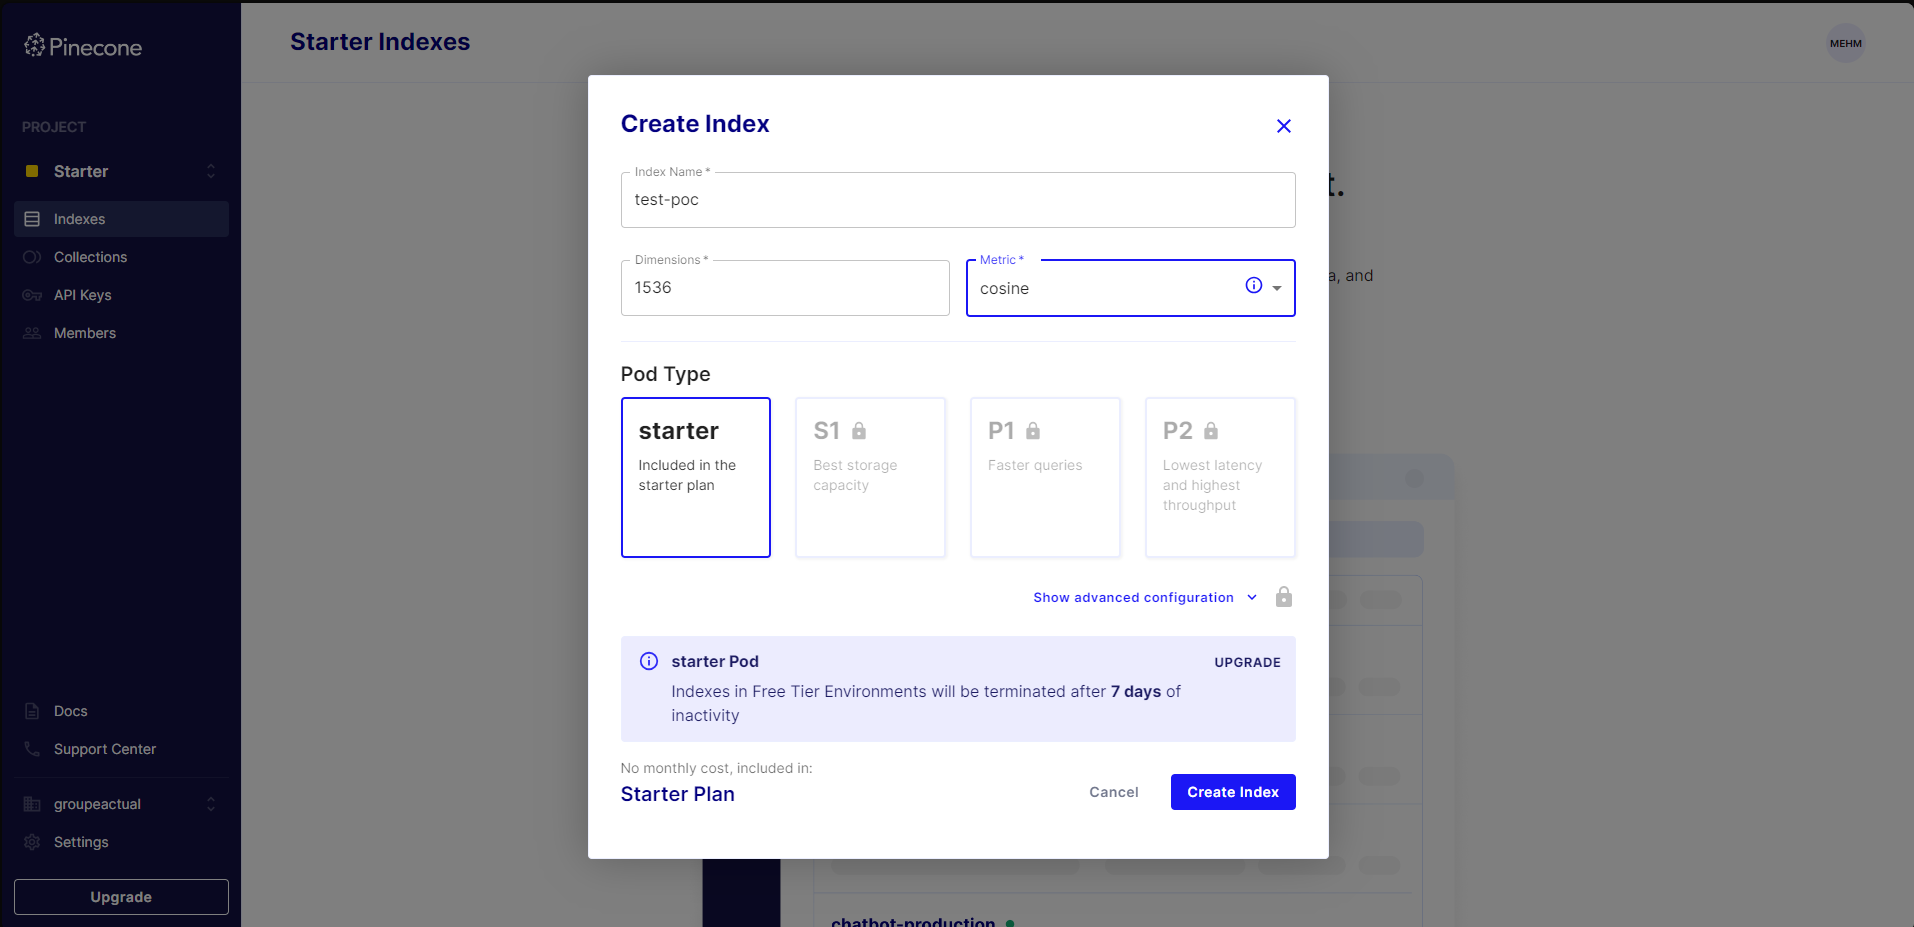 Pinecone
PROJECT
Starter
Indexes
Collections
API Keys
Members
Docs
Support Center
groupeactual
Settings
Upgrade
Starter Indexes
MEHM
t.
a, and
Create Index
Index Name *
test-poc
Dimensions *
1536
Metric *
cosine
Pod Type
starter
Included in the
starter plan
S1
Best storage
capacity
P1
Faster queries
P2
Lowest latency
and highest
throughput
Show advanced configuration
starter Pod
UPGRADE
Indexes in Free Tier Environments will be terminated after 7 days of
inactivity
No monthly cost, included in:
Starter Plan
Cancel
Create Index
chatbot-production